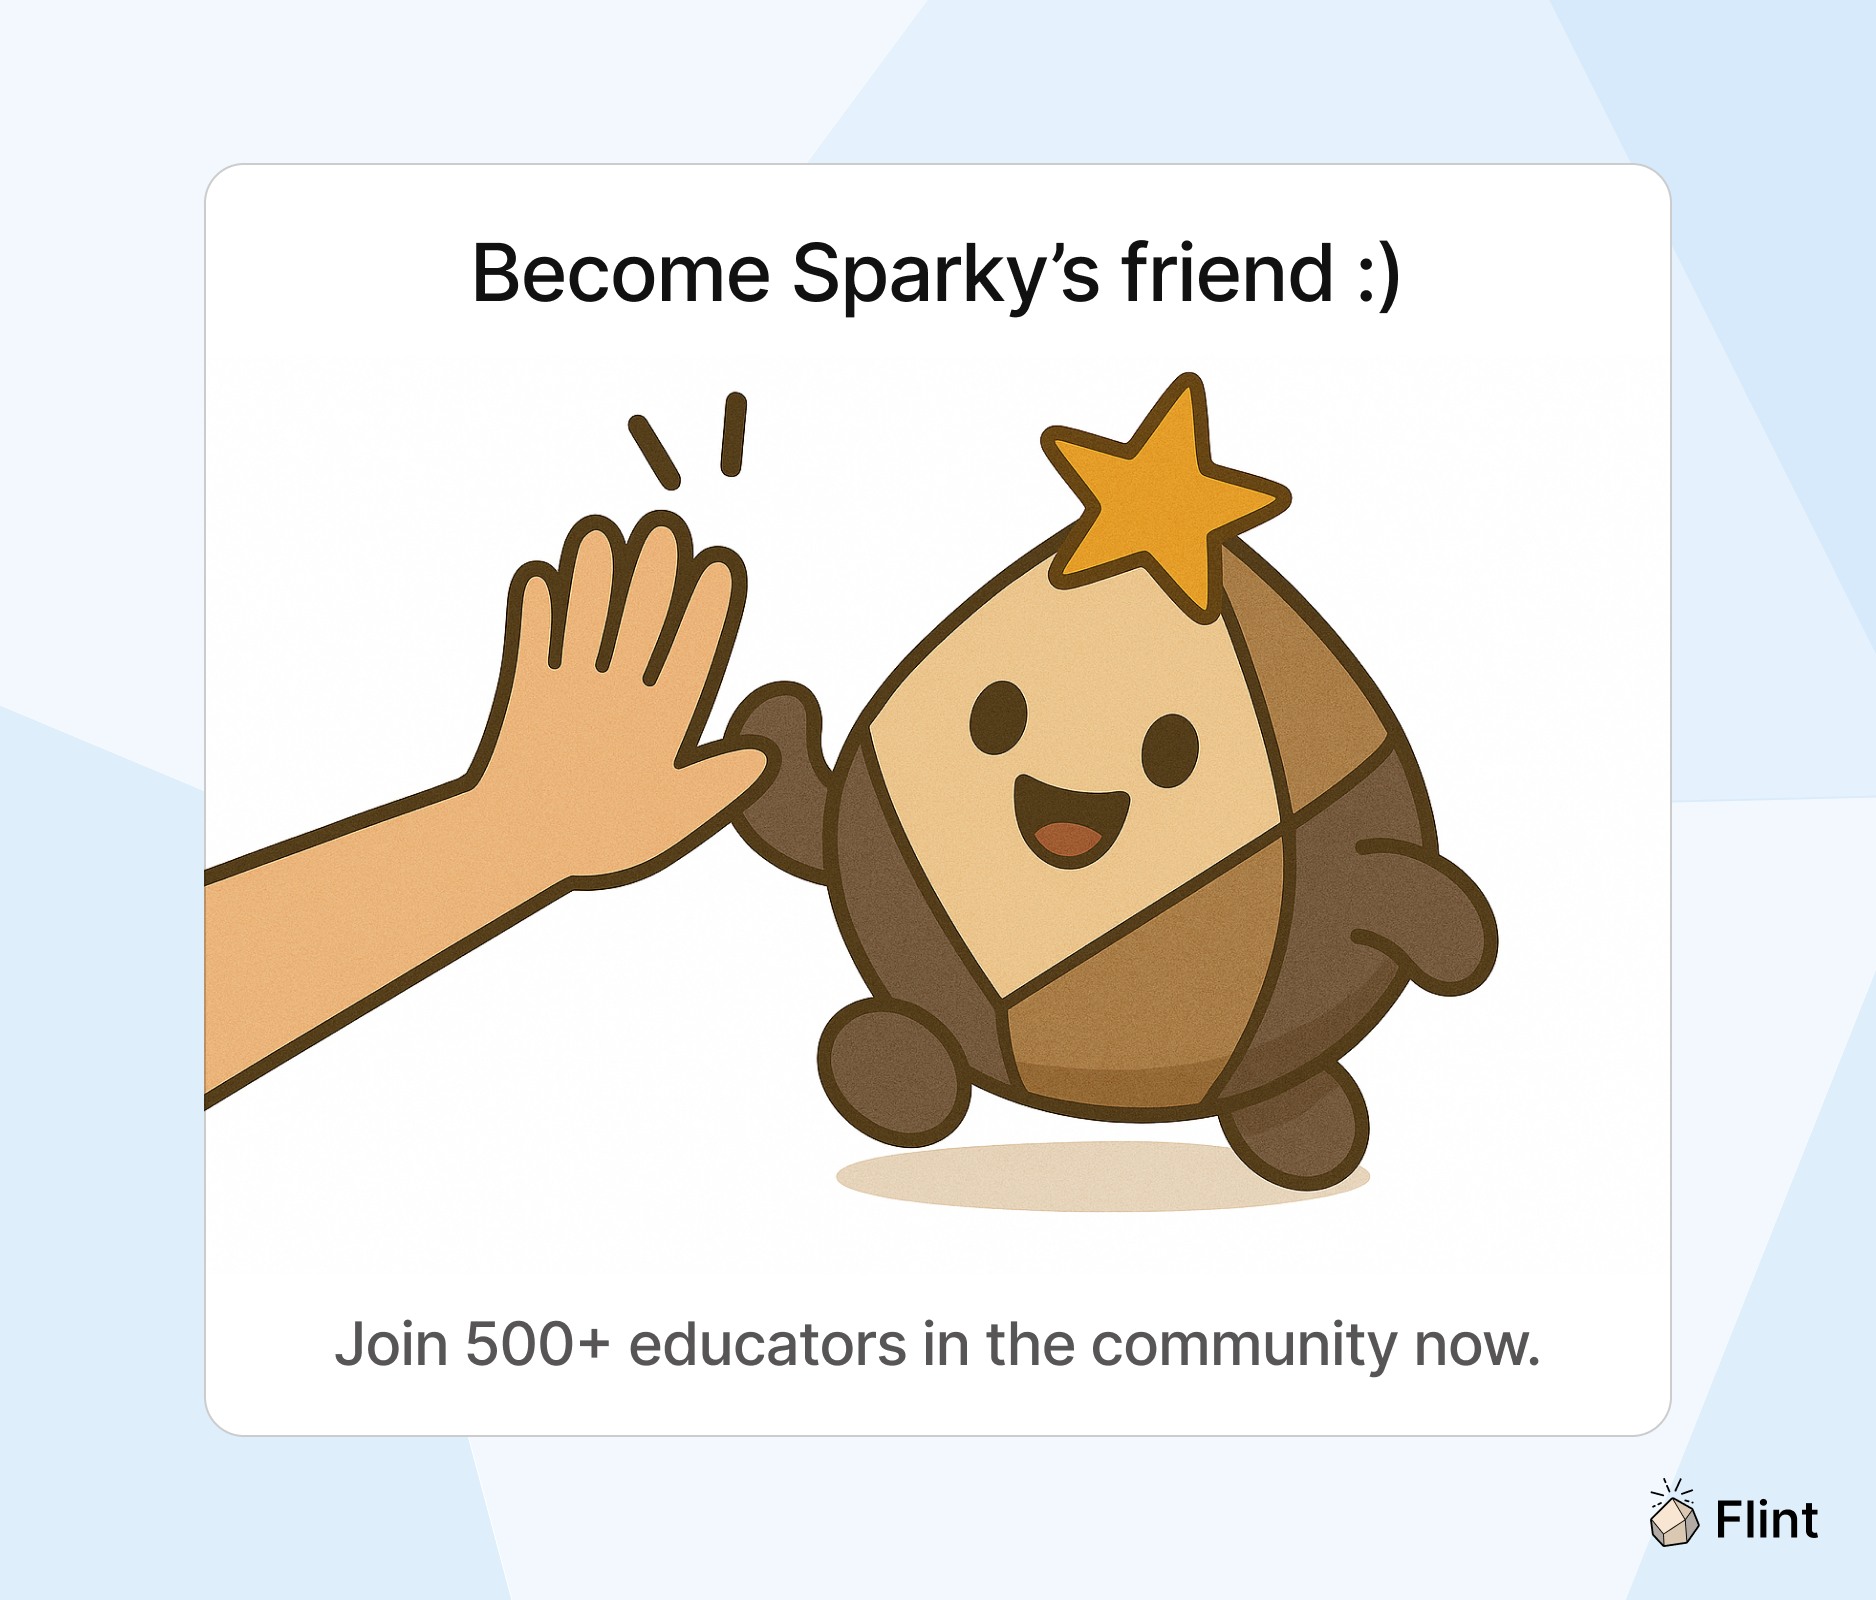 Become Sparky’s friend :)
Join 500+ educators in the community now.
Flint